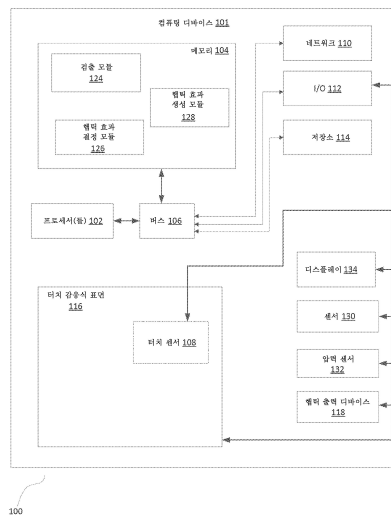 컴퓨팅 디바이스 101
메모리 104
검출 모듈
124
햅틱 효과
생성 모듈
128
햅틱 효과
결정 모듈
126
네트워크 110
I/O 112
저장소 114
프로세서(들) 102
버스 106
터치 감응식 표면
116
터치 센서 108
디스플레이 134
센서 130
압력 센서
132
햅틱 출력 디바이스
118
100